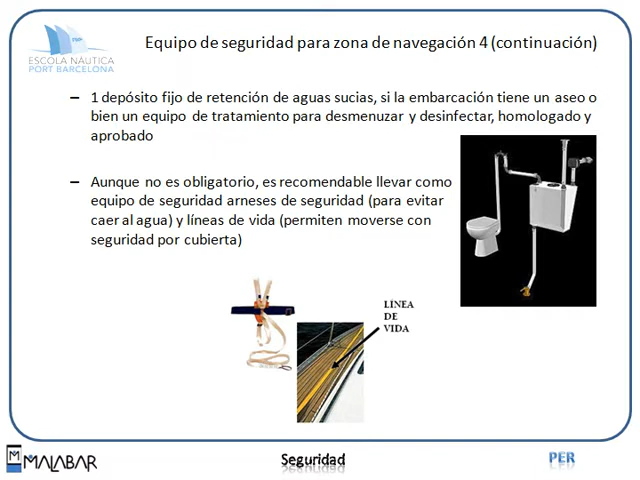 ESCOLA NÀUTICA
PORT BARCELONA
Equipo de seguridad para zona de navegación 4 (continuación)
– 1 depósito fijo de retención de aguas sucias, si la embarcación tiene un aseo o
bien un equipo de tratamiento para desmenuzar y desinfectar, homologado y
aprobado
– Aunque no es obligatorio, es recomendable llevar como
equipo de seguridad arneses de seguridad (para evitar
caer al agua) y líneas de vida (permiten moverse con
seguridad por cubierta)
LÍNEA
DE
VIDA
MALABAR
Seguridad
PER